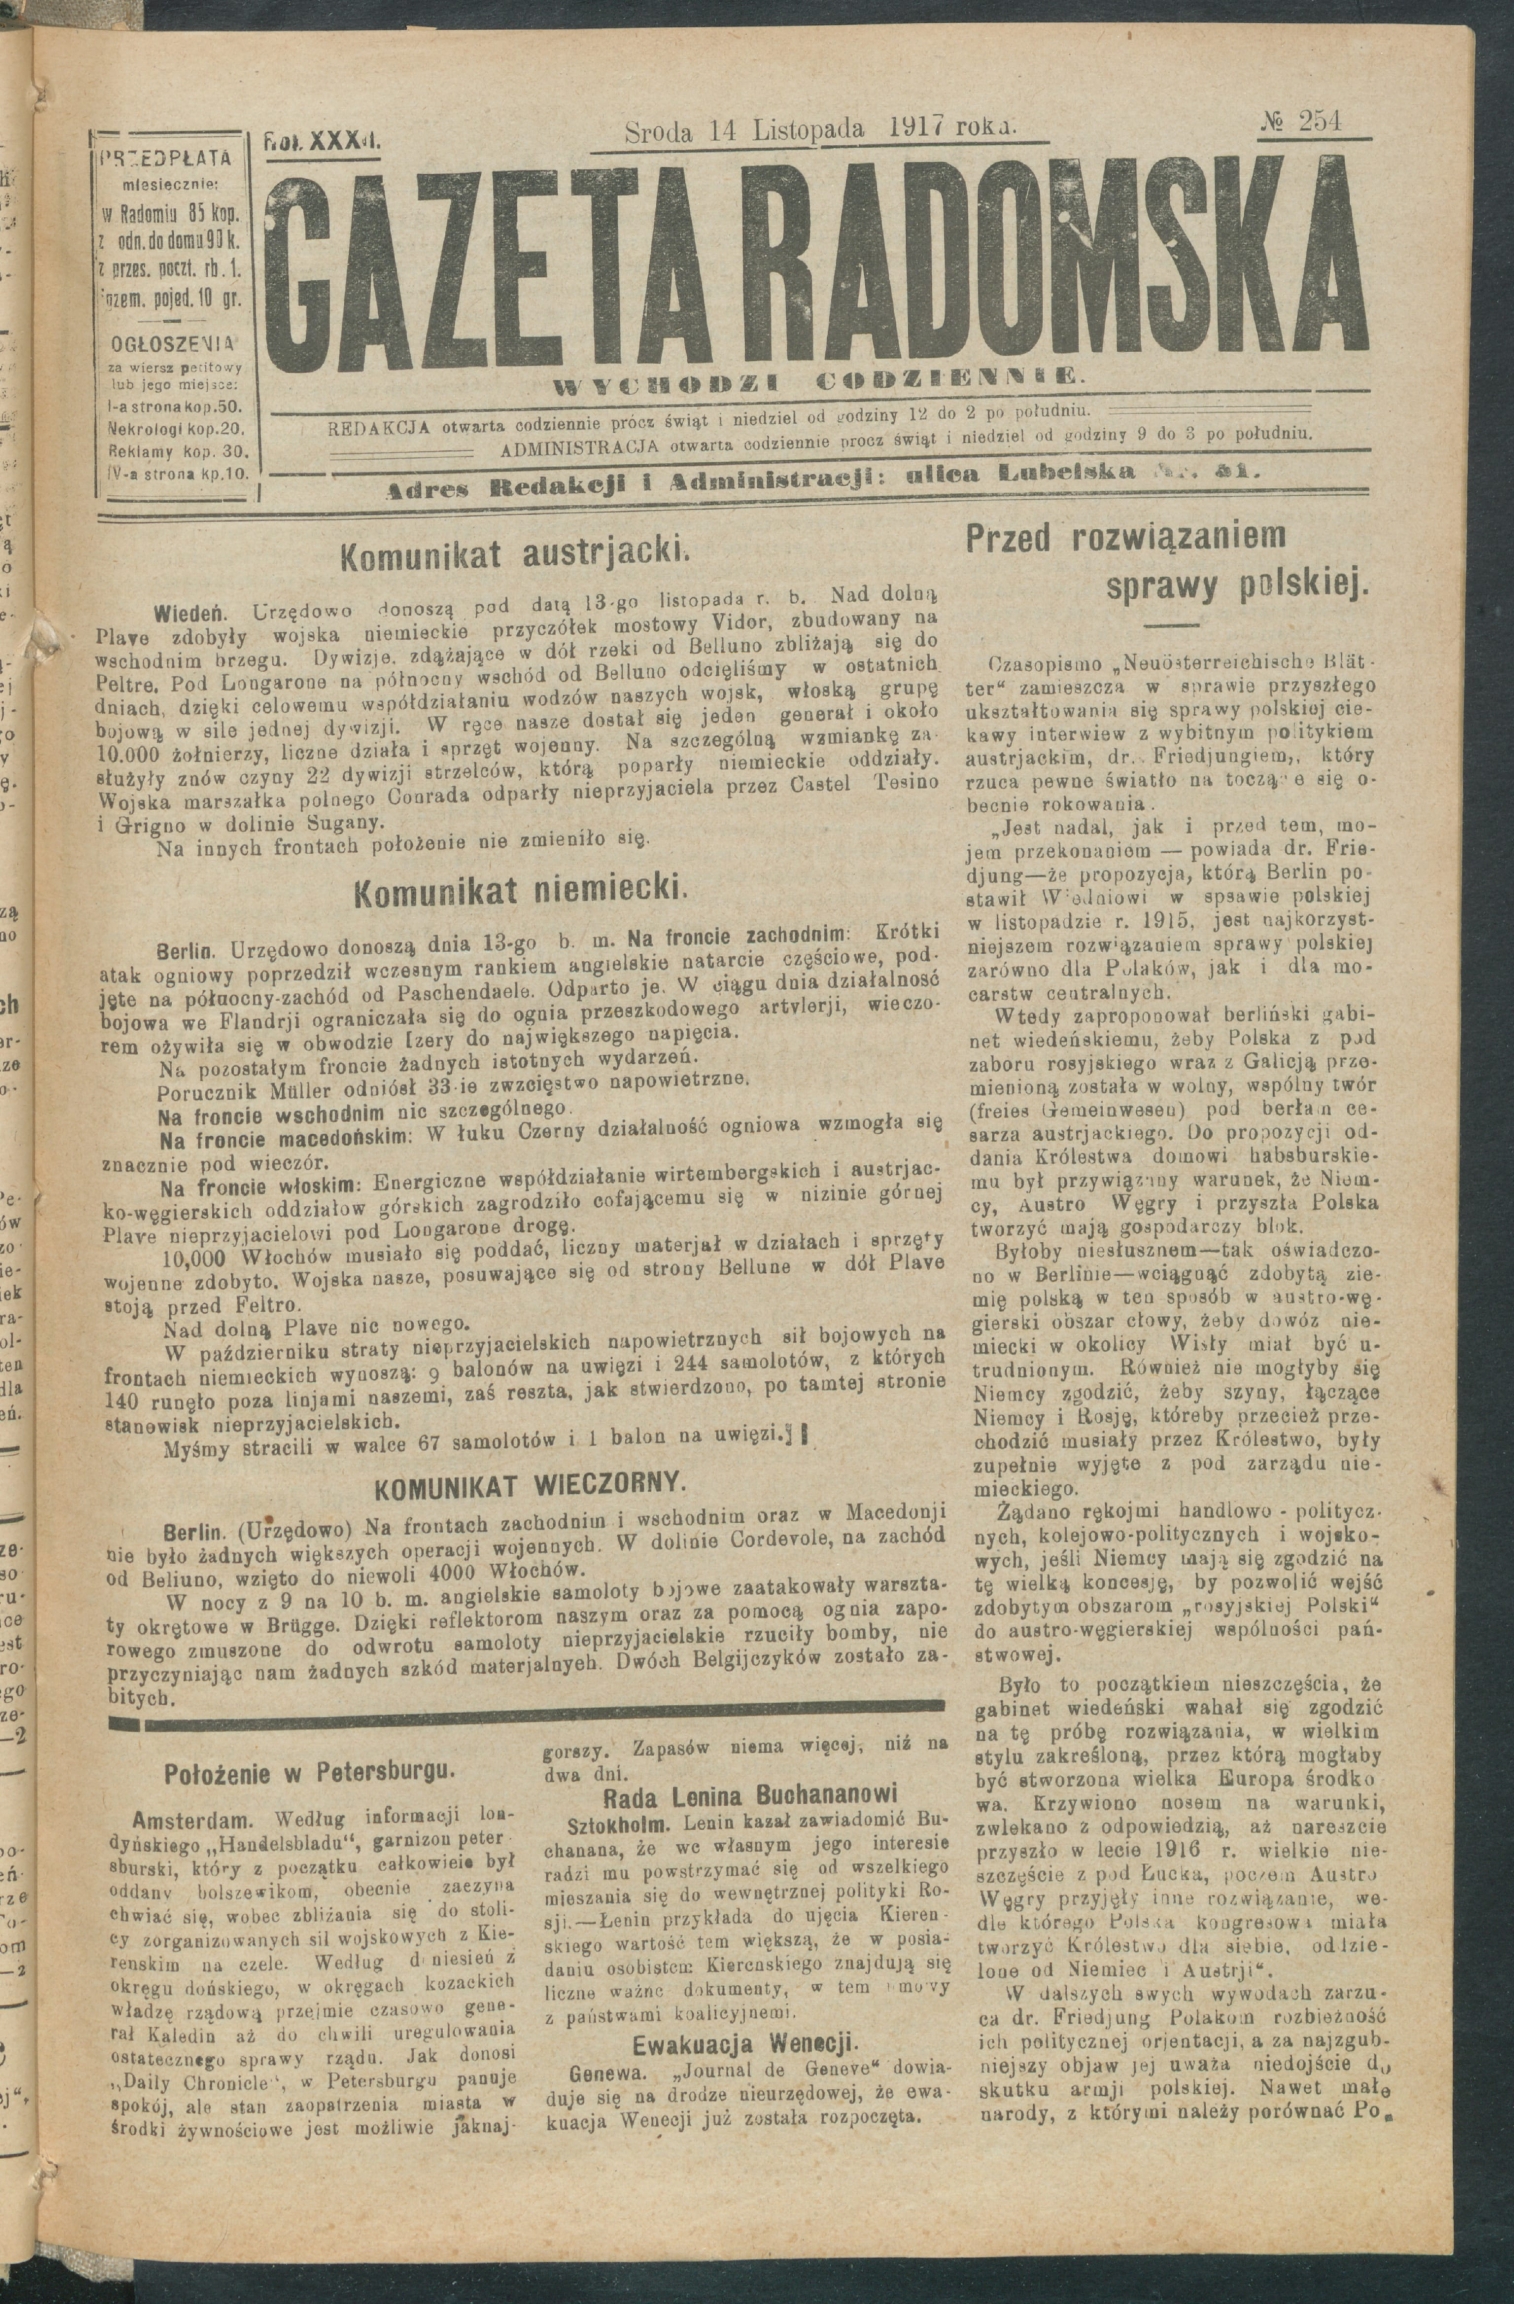 PRZEDPŁATA
miesięcznie:
w Radomiu 85 kop.
z odn. do domu 90 k.
z przes. poczt. rb. 1.
pojed. 10 gr.
OGŁOSZENIA
za wiersz petitowy
lub jego miejsce:
I-a strona kop. 50.
Nekrologi kop. 20.
Reklamy kop. 30.
IV-a strona kp. 10.
Sroda 14 Listopada 1917 roku.
№ 254
GAZETA RADOMSKA
WYCHODZI CODZIENNIE.
REDAKCJA otwarta codziennie prócz świąt i niedziel od godziny 12 do 2 po południu.
ADMINISTRACJA otwarta codziennie procz świąt i niedziel od godziny 9 do 3 po południu.
Adres Redakcji i Administracji: ulica Lubelska
Komunikat austrjacki.
Wiedeń. Urzędowo donoszą pod datą 13-go listopada r. b. Nad dolną
Plave zdobyły wojska niemieckie przyczółek mostowy Vidor, zbudowany na
wschodnim brzegu. Dywizje, zdążające w dół rzeki od Belluno zbliżają się do
Peltre. Pod Longarone na północny wschód od Belluno odcięliśmy w ostatnich
dniach, dzięki celowemu współdziałaniu wodzów naszych wojsk, włoską grupę
bojową w sile jednej dywizji. W ręce nasze dostał się jeden generał i około
10.000 żołnierzy, liczne działa i sprzęt wojenny. Na szczególną wzmiankę za-
służyły znów czyny 22 dywizji strzelców, którą poparły niemieckie oddziały.
Wojska marszałka polnego Conrada odparły nieprzyjaciela przez Castel Tesino
i Grigno w dolinie Sugany.
Na innych frontach położenie nie zmieniło się.
Komunikat niemiecki.
Berlin. Urzędowo donoszą dnia 13-go b. m. Na froncie zachodnim: Krótki
atak ogniowy poprzedził wczesnym rankiem angielskie natarcie częściowe, pod-
jęte na północny-zachód od Paschendaele. Odparto je. W ciągu dnia działalność
bojowa we Flandrji ograniczała się do ognia przeszkodowego artylerji, wieczo-
rem ożywiła się w obwodzie Izery do największego napięcia.
Na pozostałym froncie żadnych istotnych wydarzeń.
Porucznik Müller odniósł 33-ie zwzcięstwo napowietrzne.
Na froncie wschodnim nic szczególnego.
Na froncie macedońskim: W łuku Czerny działalność ogniowa wzmogła się
znacznie pod wieczór.
Na froncie włoskim: Energiczne współdziałanie wirtembergskich i austrjac-
ko-węgierskich oddziałow górskich zagrodziło cofającemu się w nizinie górnej
Plave nieprzyjacielowi pod Longarone drogę.
10,000 Włochów musiało się poddać, liczny materjał w działach i sprzęty
wojenne zdobyto. Wojska nasze, posuwające się od strony Bellune w dół Plave
stoją przed Feltro.
Nad dolną Plave nic nowego.
W październiku straty nieprzyjacielskich napowietrznych sił bojowych na
frontach niemieckich wynoszą: 9 balonów na uwięzi i 244 samolotów, z których
140 runęło poza linjami naszemi, zaś reszta, jak stwierdzono, po tamtej stronie
stanowisk nieprzyjacielskich.
Myśmy stracili w walce 67 samolotów i 1 balon na uwięzi.
KOMUNIKAT WIECZORNY.
Berlin. (Urzędowo) Na frontach zachodnim i wschodnim oraz w Macedonji
nie było żadnych większych operacji wojennych. W dolinie Cordevole, na zachód
od Beliuno, wzięto do niewoli 4000 Włochów.
W nocy z 9 na 10 b. m. angielskie samoloty bojowe zaatakowały warszta-
ty okrętowe w Brügge. Dzięki reflektorom naszym oraz za pomocą ognia zapo-
rowego zmuszone do odwrotu samoloty nieprzyjacielskie rzuciły bomby, nie
przyczyniając nam żadnych szkód materjalnyeh. Dwóch Belgijczyków zostało za-
bitych.
Położenie w Petersburgu.
Amsterdam. Według informacji lon-
dyńskiego „Handelsbladu“, garnizon peter
sburski, który z początku całkowicie był
oddany bolszewikom, obecnie zaezyna
chwiać się, wobec zbliżania się do stoli-
cy zorganizowanych sił wojskowych z Kie-
renskim na czele. Według doniesień z
okręgu dońskiego, w okręgach kozackich
władzę rządową przejmie czasowo gene-
rał Kaledin aż do chwili uregulowania
ostatecznego sprawy rządu. Jak donosi
„Daily Chronicle“, w Petersburgu panuje
spokój, ale stan zaopatrzenia miasta w
środki żywnościowe jest możliwie jaknaj-
gorszy. Zapasów niema więcej, niż na
dwa dni.
Rada Lenina Buchananowi
Sztokholm. Lenin kazał zawiadomić Bu-
chanana, że we własnym jego interesie
radzi mu powstrzymać się od wszelkiego
mieszania się do wewnętrznej polityki Ro-
sji.—Lenin przykłada do ujęcia Kieren-
skiego wartość tem większą, że w posia-
daniu osobistem Kierenskiego znajdują się
liczne ważne dokumenty, w tem umowy
z państwami koalicyjnemi.
Ewakuacja Wenecji.
Genewa. „Journal de Geneve“ dowia-
duje się na drodze nieurzędowej, że ewa-
kuacja Wenecji już została rozpoczęta.
Przed rozwiązaniem
sprawy polskiej.
Czasopismo „Neuösterreichische Blät-
ter“ zamieszcza w sprawie przyszłego
ukształtowania się sprawy polskiej cie-
kawy interwiew z wybitnym politykiem
austrjackim, dr. Friedjungiem,, który
rzuca pewne światło na toczące się o-
becnie rokowania.
„Jest nadal, jak i przed tem, mo-
jem przekonaniem — powiada dr. Frie-
djung—że propozycja, którą Berlin po-
stawił Wiedniowi w spsawie polskiej
w listopadzie r. 1915, jest najkorzyst-
niejszem rozwiązaniem sprawy polskiej
zarówno dla Polaków, jak i dla mo-
carstw centralnych.
Wtedy zaproponował berliński gabi-
net wiedeńskiemu, żeby Polska z pod
zaboru rosyjskiego wraz z Galicją prze-
mienioną została w wolny, wspólny twór
(freies Gemeinwesen) pod berłam ce-
sarza austrjackiego. Do propozycji od-
dania Królestwa domowi habsburskie-
mu był przywiązany warunek, że Niem-
cy, Austro Węgry i przyszła Polska
tworzyć mają gospodarczy blok.
Byłoby niesłusznem—tak oświadczo-
no w Berlinie—wciągnąć zdobytą zie-
mię polską w ten sposób w austro-wę-
gierski obszar cłowy, żeby dowóz nie-
miecki w okolicy Wisły miał być u-
trudnionym. Również nie mogłyby się
Niemcy zgodzić, żeby szyny, łączące
Niemcy i Rosję, któreby przecież prze-
chodzić musiały przez Królestwo, były
zupełnie wyjęte z pod zarządu nie-
mieckiego.
Żądano rękojmi handlowo - politycz-
nych, kolejowo-politycznych i wojsko-
wych, jeśli Niemcy mają się zgodzić na
tę wielką koncesję, by pozwolić wejść
zdobytym obszarom „rosyjskiej Polski“
do austro-węgierskiej wspólności pań-
stwowej.
Było to początkiem nieszczęścia, że
gabinet wiedeński wahał się zgodzić
na tę próbę rozwiązania, w wielkim
stylu zakreśloną, przez którą mogłaby
być stworzona wielka Europa środko
wa. Krzywiono nosem na warunki,
zwlekano z odpowiedzią, aż nareszcie
przyszło w lecie 1916 r. wielkie nie-
szczęście z pod Łucka, poczem Austro
Węgry przyjęły inne rozwiązanie, we-
dle którego Polska kongresowa miała
tworzyć Królestwo dla siebie, oddzie-
lone od Niemiec i Austrji“.
W dalszych swych wywodach zarzu-
ca dr. Friedjung Polakom rozbieżność
ich politycznej orjentacji, a za najzgub-
niejszy objaw jej uważa niedojście do
skutku armji polskiej. Nawet małe
narody, z którymi należy porównać Po-